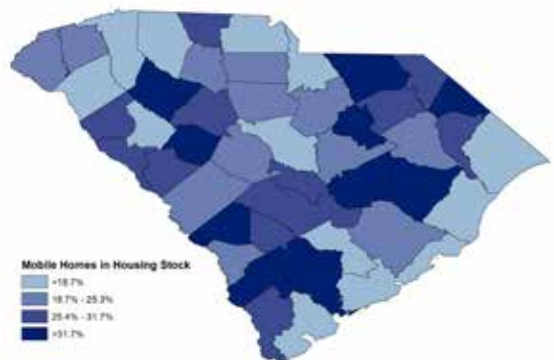 Mobile Homes in Housing Stock
<18.7%
18.7% - 25.3%
25.4% - 31.7%
>31.7%